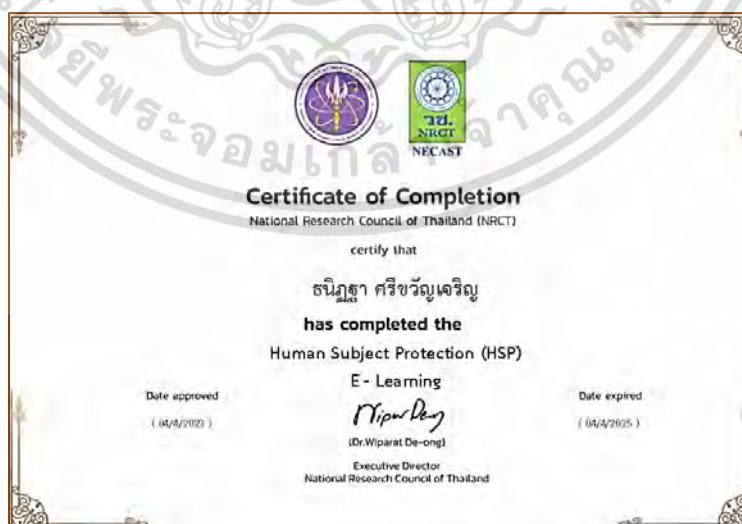 วช.
NRCT
NECAST
Certificate of Completion
National Research Council of Thailand (NRCT)
certify that
ธนิฏฐา ศรีขวัญเจริญ
has completed the
Human Subject Protection (HSP)
E - Learning
Date approved
( 04/4/2023 )
Date expired
( 04/4/2025 )
(Dr.Wiparat De-ong)
Executive Director
National Research Council of Thailand